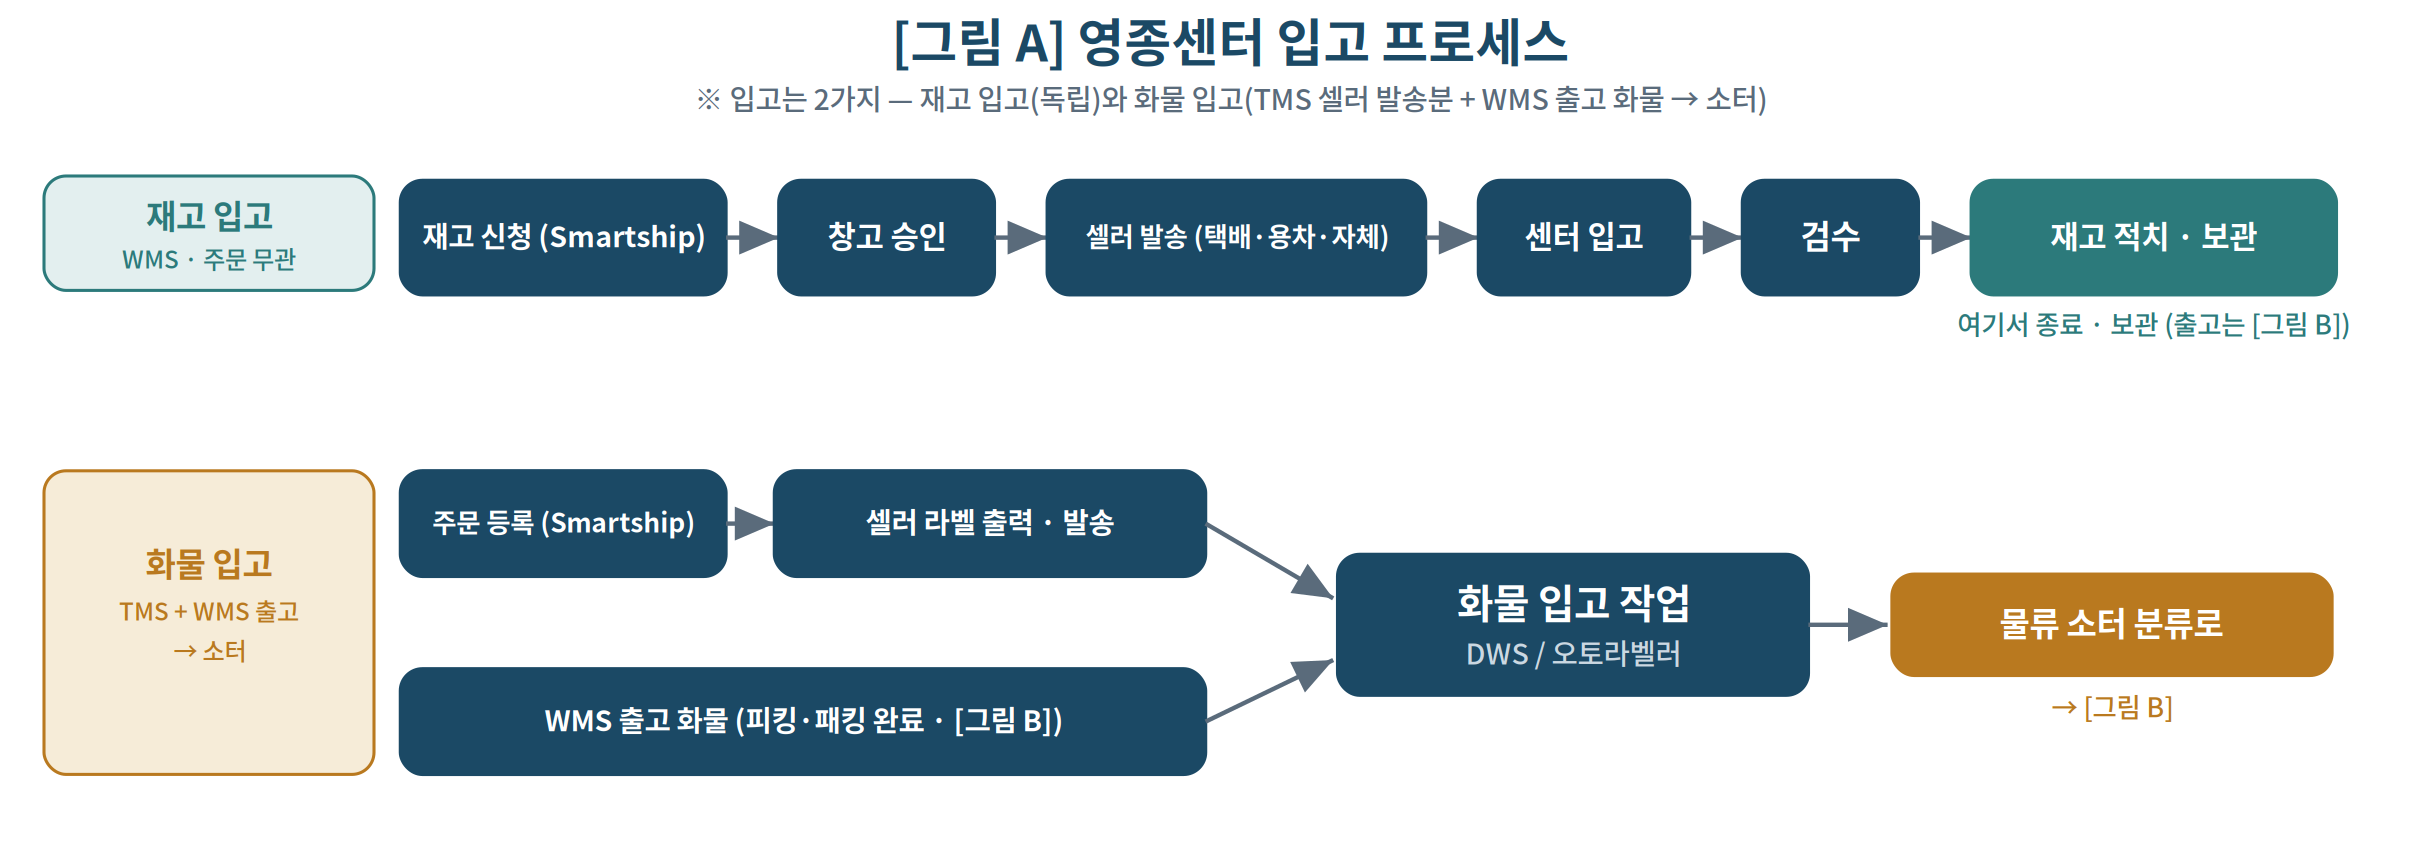 [그림 A] 영종센터 입고 프로세스
※ 입고는 2가지 — 재고 입고(독립)와 화물 입고(TMS 셀러 발송분 + WMS 출고 화물 → 소터)
재고 입고
WMS · 주문 무관
재고 신청 (Smartship)
창고 승인
셀러 발송 (택배·용차·자체)
센터 입고
검수
재고 적치 · 보관
여기서 종료 · 보관 (출고는 [그림 B])
화물 입고
TMS + WMS 출고
→ 소터
주문 등록 (Smartship)
셀러 라벨 출력 · 발송
WMS 출고 화물 (피킹·패킹 완료 · [그림 B])
화물 입고 작업
DWS / 오토라벨러
물류 소터 분류로
→ [그림 B]